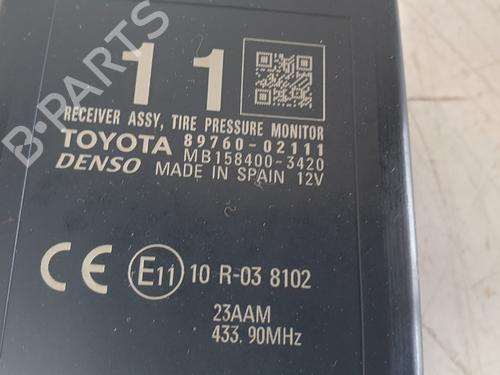 11
RECEIVER ASSY, TIRE PRESSURE MONITOR
TOYOTA 89760-02111
DENSO MB158400-3420
MADE IN SPAIN 12V
CE E11 10 R-03 8102
23AAM
433.90MHz
B-PARTS